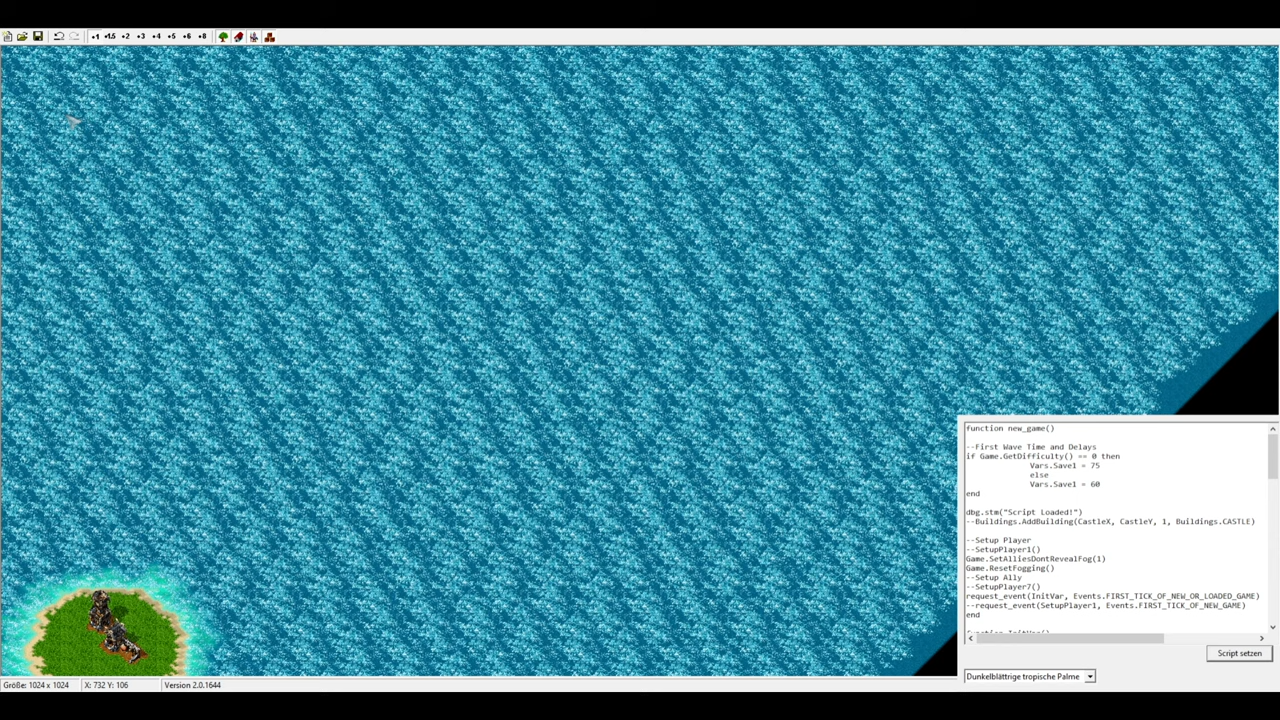 +1 +1.5 +2 +3 +4 +5 +6 +8
function new_game()
--First Wave Time and Delays
if Game.GetDifficulty() == 0 then
Vars.Save1 = 75
else
Vars.Save1 = 60
end
dbg.stm("Script Loaded!")
--Buildings.AddBuilding(CastleX, CastleY, 1, Buildings.CASTLE)
--Setup Player
--SetupPlayer1()
Game.SetAlliesDontRevealFog(1)
Game.ResetFogging()
--Setup Ally
--SetupPlayer7()
request_event(InitVar, Events.FIRST_TICK_OF_NEW_OR_LOADED_GAME)
--request_event(SetupPlayer1, Events.FIRST_TICK_OF_NEW_GAME)
end
Script setzen
Dunkelblättrige tropische Palme
Größe: 1024 x 1024 X: 732 Y: 106 Version 2.0.1644